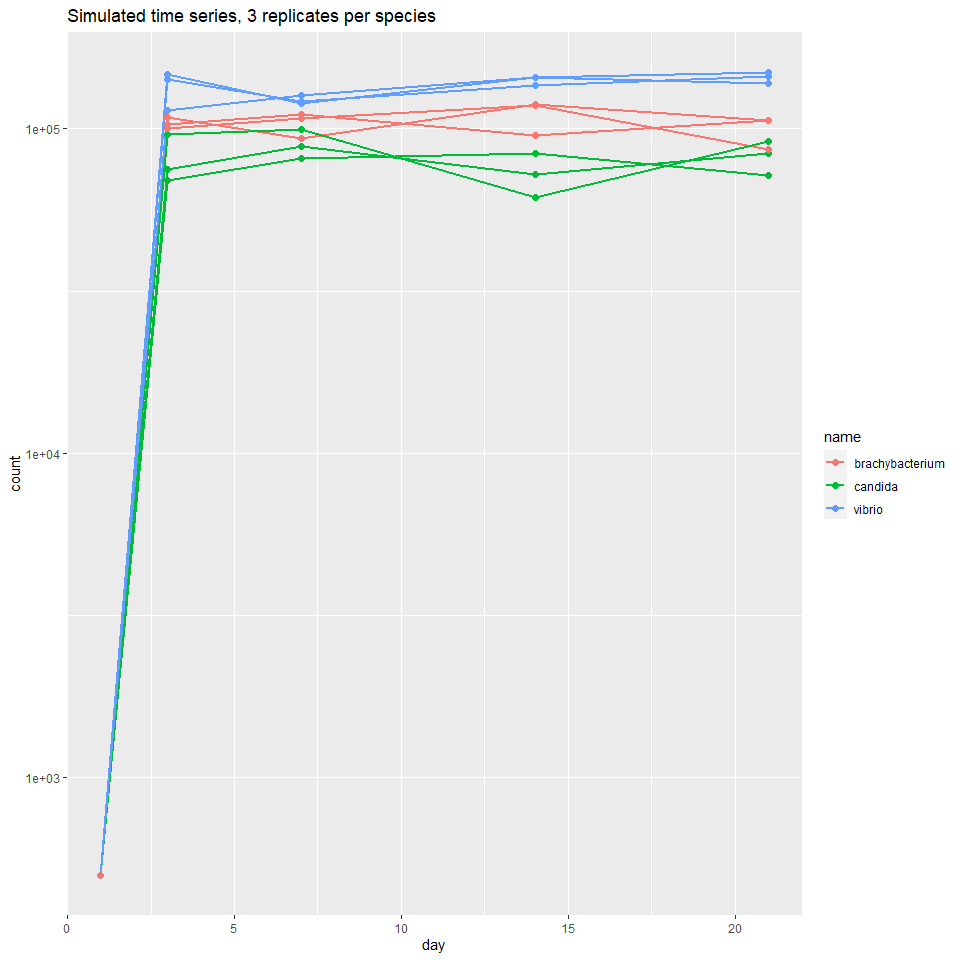 Simulated time series, 3 replicates per species
1e+05
1e+04
1e+03
count
0 5 10 15 20
day
name
brachybacterium
candida
vibrio